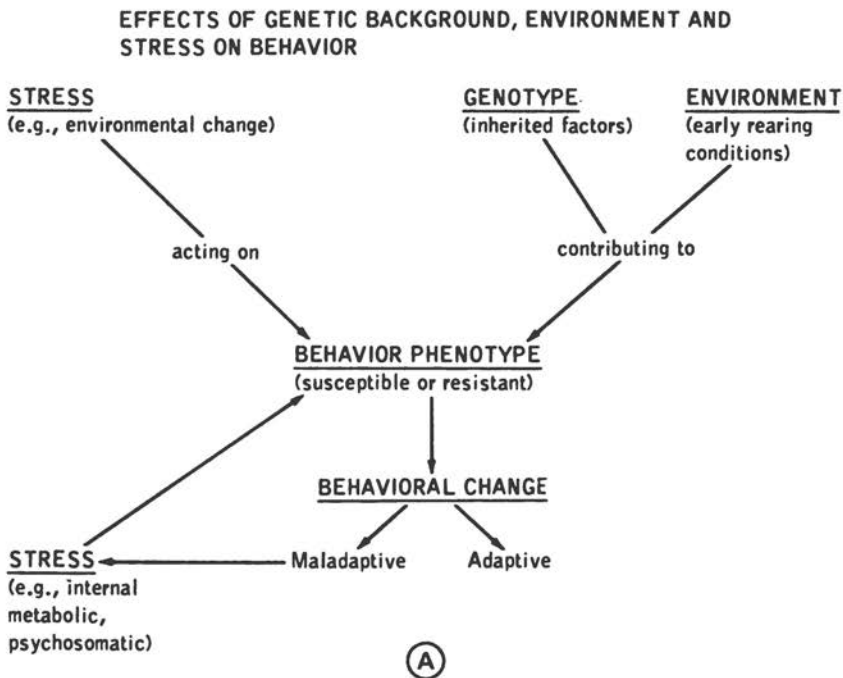 EFFECTS OF GENETIC BACKGROUND, ENVIRONMENT AND
STRESS ON BEHAVIOR
STRESS
(e.g., environmental change)
GENOTYPE
(inherited factors)
ENVIRONMENT
(early rearing
conditions)
acting on
contributing to
BEHAVIOR PHENOTYPE
(susceptible or resistant)
BEHAVIORAL CHANGE
Maladaptive
Adaptive
STRESS
(e.g., internal
metabolic,
psychosomatic)
A